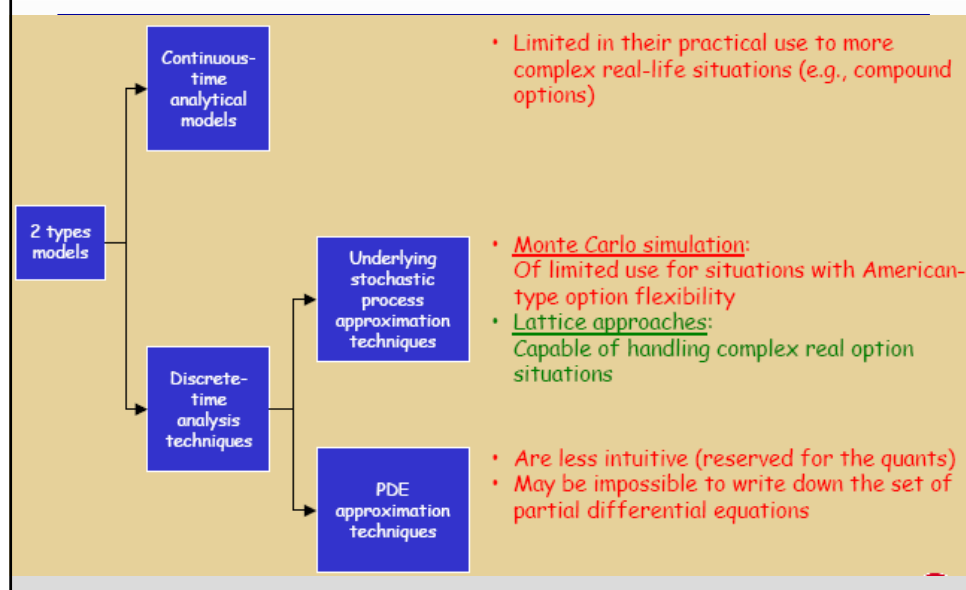 Continuous-
time
analytical
models
• Limited in their practical use to more
complex real-life situations (e.g., compound
options)
2 types
models
Underlying
stochastic
process
approximation
techniques
• Monte Carlo simulation:
Of limited use for situations with American-
type option flexibility
• Lattice approaches:
Capable of handling complex real option
situations
Discrete-
time
analysis
techniques
PDE
approximation
techniques
• Are less intuitive (reserved for the quants)
• May be impossible to write down the set of
partial differential equations